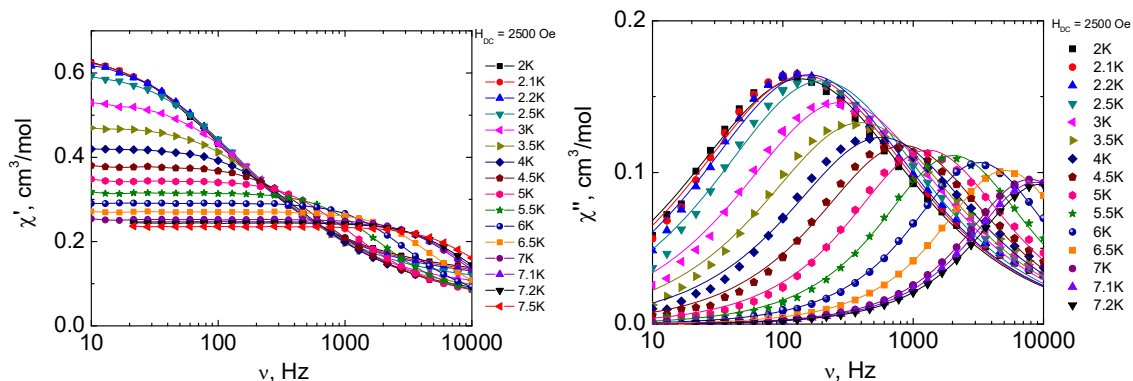 H_DC = 2500 Oe
2K
2.1K
2.2K
2.5K
3K
3.5K
4K
4.5K
5K
5.5K
6K
6.5K
7K
7.1K
7.2K
7.5K
0.6
0.4
0.2
0.0
χ', cm³/mol
10
100
1000
10000
ν, Hz
H_DC = 2500 Oe
2K
2.1K
2.2K
2.5K
3K
3.5K
4K
4.5K
5K
5.5K
6K
6.5K
7K
7.1K
7.2K
0.2
0.1
0.0
χ'', cm³/mol
10
100
1000
10000
ν, Hz